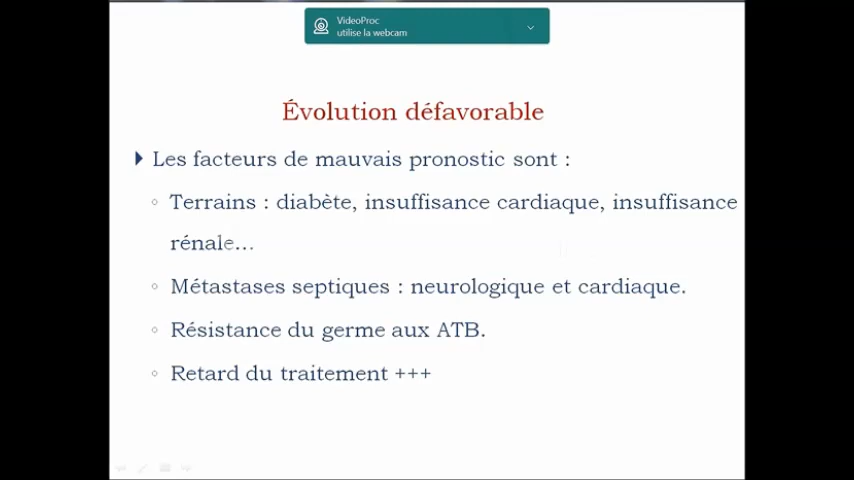 VideoProc
utilise la webcam
Évolution défavorable
Les facteurs de mauvais pronostic sont :
Terrains : diabète, insuffisance cardiaque, insuffisance
rénale…
Métastases septiques : neurologique et cardiaque.
Résistance du germe aux ATB.
Retard du traitement +++